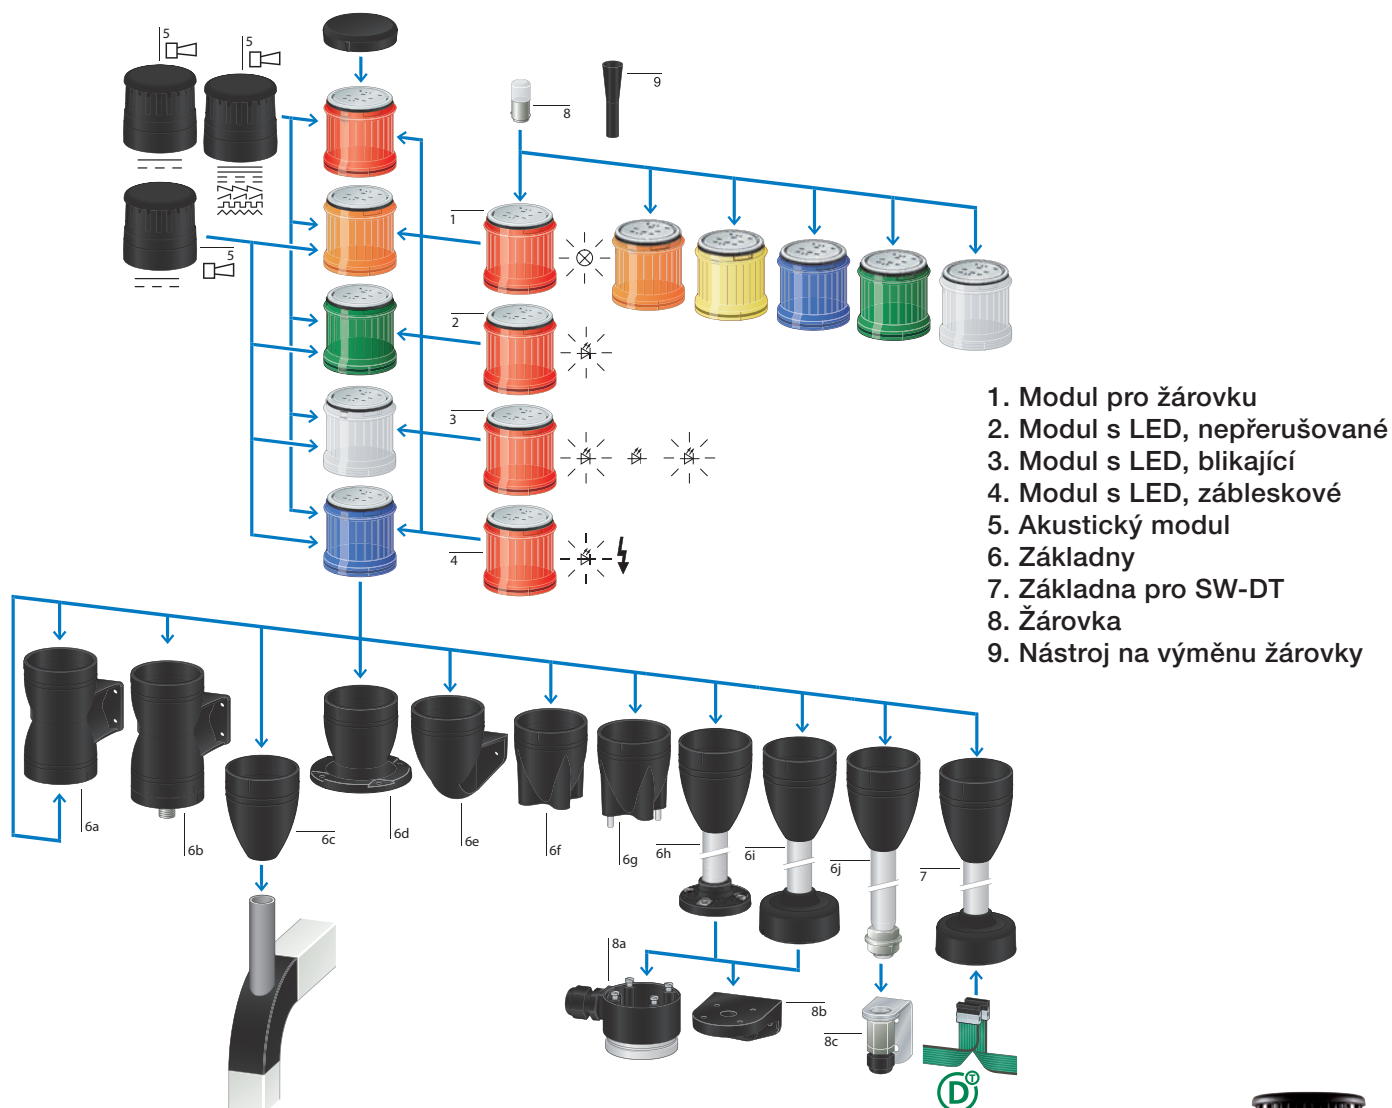 5
5
9
8
1
5
2
3
4
1. Modul pro žárovku
2. Modul s LED, nepřerušované
3. Modul s LED, blikající
4. Modul s LED, zábleskové
5. Akustický modul
6. Základny
7. Základna pro SW-DT
8. Žárovka
9. Nástroj na výměnu žárovky
6a
6b
6c
6d
6e
6f
6g
6h
6i
6j
7
8a
8b
8c
D
T